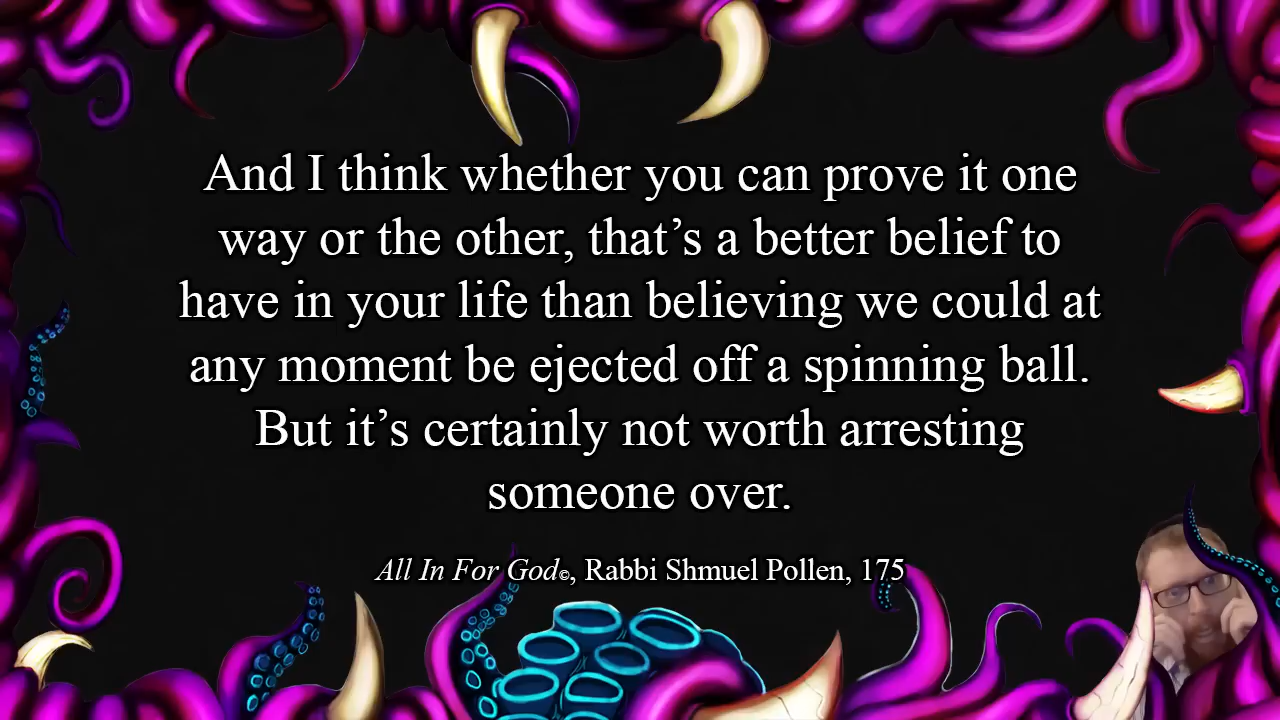 And I think whether you can prove it one
way or the other, that’s a better belief to
have in your life than believing we could at
any moment be ejected off a spinning ball.
But it’s certainly not worth arresting
someone over.
All In For God©, Rabbi Shmuel Pollen, 175